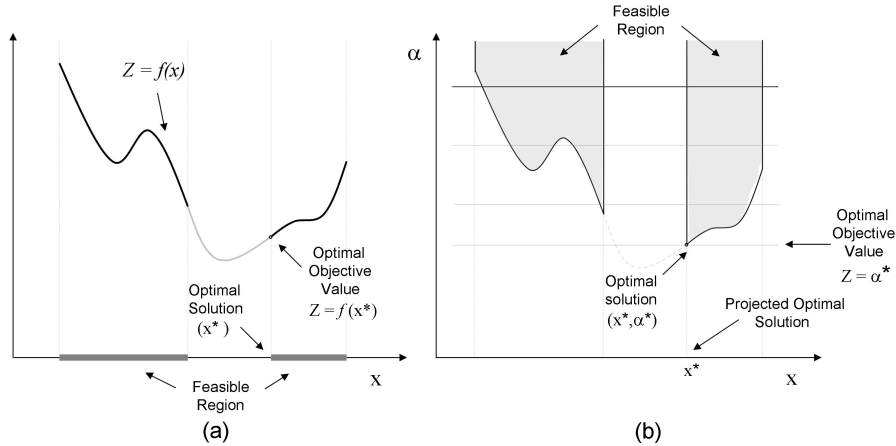 Z = f(x)
Optimal
Objective
Value
Z = f (x*)
Optimal
Solution
(x* )
x
Feasible
Region
(a)
Feasible
Region
α
Optimal
Objective
Value
Z = α*
Optimal
solution
(x*,α*)
Projected Optimal
Solution
x*
x
(b)